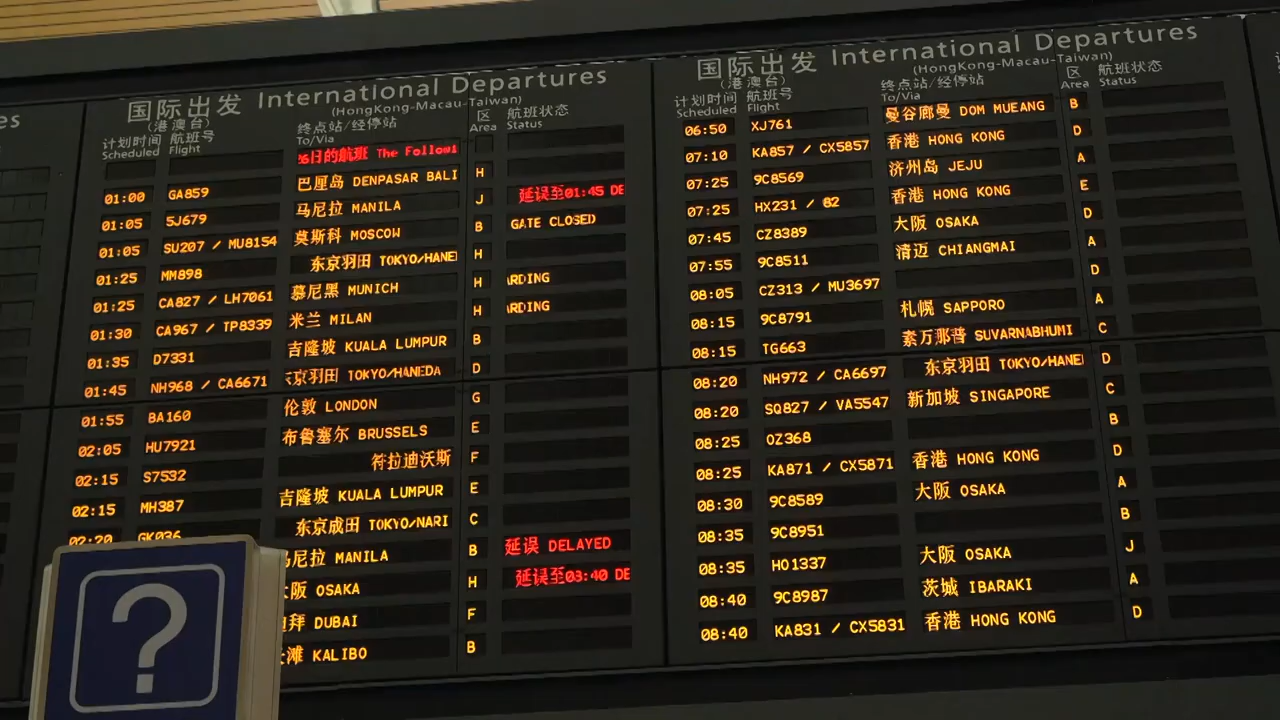 国际出发 International Departures
(港澳台) (HongKong-Macau-Taiwan)
计划时间 航班号 终点站/经停站 区 航班状态
Scheduled Flight To/Via Area Status
6日的航班 The Followi
01:00 GA859 巴厘岛 DENPASAR BALI H
01:05 5J679 马尼拉 MANILA J 延误至01:45 DE
01:05 SU207 / MU8154 莫斯科 MOSCOW B GATE CLOSED
01:25 MM898 东京羽田 TOKYO/HANE H
01:25 CA827 / LH7061 慕尼黑 MUNICH H ARDING
01:30 CA967 / TP8339 米兰 MILAN H ARDING
01:35 D7331 吉隆坡 KUALA LUMPUR B
01:45 NH968 / CA6671 东京羽田 TOKYO/HANEDA D
01:55 BA160 伦敦 LONDON G
02:05 HU7921 布鲁塞尔 BRUSSELS E
02:15 S7532 符拉迪沃斯 F
02:15 MH387 吉隆坡 KUALA LUMPUR E
02:20 GK036 东京成田 TOKYO/NARI C
马尼拉 MANILA B 延误 DELAYED
大阪 OSAKA H 延误至03:40 DE
迪拜 DUBAI F
滩 KALIBO B
?
国际出发 International Departures
(港澳台) (HongKong-Macau-Taiwan)
计划时间 航班号 终点站/经停站 区 航班状态
Scheduled Flight To/Via Area Status
06:50 XJ761 曼谷廊曼 DOM MUEANG B
07:10 KA857 / CX5857 香港 HONG KONG D
07:25 9C8569 济州岛 JEJU A
07:25 HX231 / 82 香港 HONG KONG E
07:45 CZ8389 大阪 OSAKA D
07:55 9C8511 清迈 CHIANGMAI A
08:05 CZ313 / MU3697 D
08:15 9C8791 札幌 SAPPORO A
08:15 TG663 素万那普 SUVARNABHUMI C
08:20 NH972 / CA6697 东京羽田 TOKYO/HANE D
08:20 SQ827 / VA5547 新加坡 SINGAPORE C
08:25 OZ368 B
08:25 KA871 / CX5871 香港 HONG KONG D
08:30 9C8589 大阪 OSAKA A
08:35 9C8951 B
08:35 HO1337 大阪 OSAKA J
08:40 9C8987 茨城 IBARAKI A
08:40 KA831 / CX5831 香港 HONG KONG D